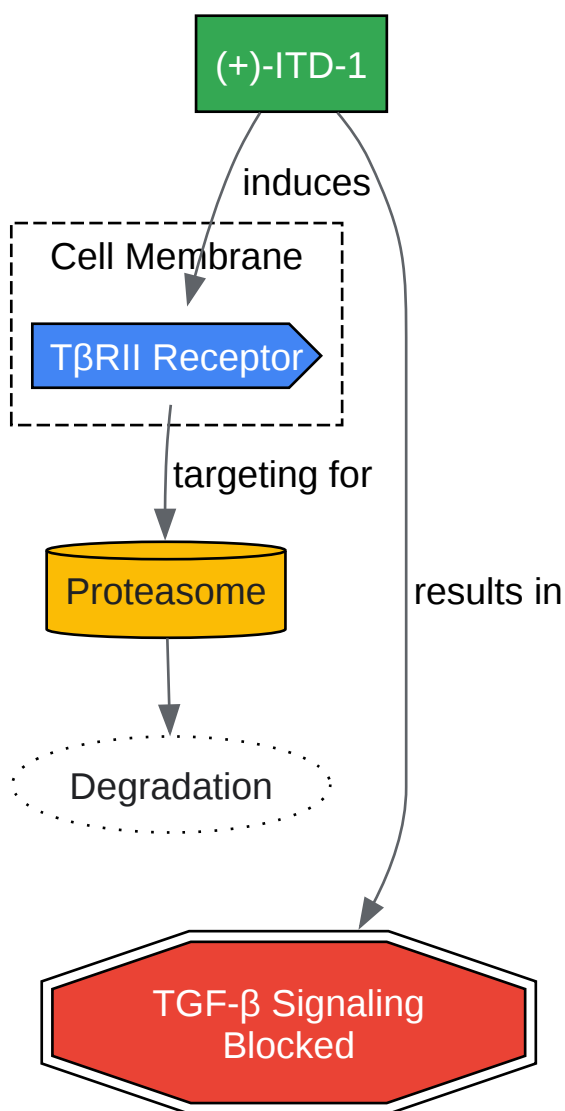 (+)-ITD-1
induces
Cell Membrane
TβRII Receptor
targeting for
Proteasome
results in
Degradation
TGF-β Signaling
Blocked